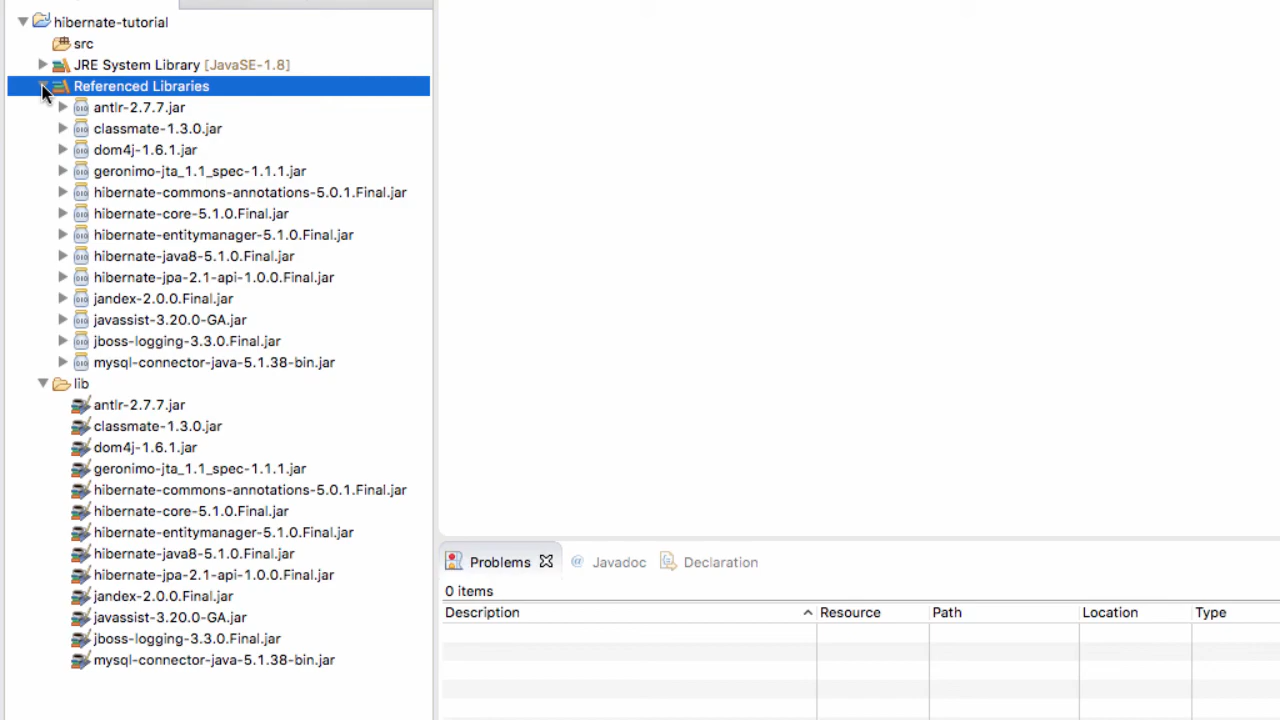 hibernate-tutorial
src
JRE System Library [JavaSE-1.8]
Referenced Libraries
antlr-2.7.7.jar
classmate-1.3.0.jar
dom4j-1.6.1.jar
geronimo-jta_1.1_spec-1.1.1.jar
hibernate-commons-annotations-5.0.1.Final.jar
hibernate-core-5.1.0.Final.jar
hibernate-entitymanager-5.1.0.Final.jar
hibernate-java8-5.1.0.Final.jar
hibernate-jpa-2.1-api-1.0.0.Final.jar
jandex-2.0.0.Final.jar
javassist-3.20.0-GA.jar
jboss-logging-3.3.0.Final.jar
mysql-connector-java-5.1.38-bin.jar
lib
antlr-2.7.7.jar
classmate-1.3.0.jar
dom4j-1.6.1.jar
geronimo-jta_1.1_spec-1.1.1.jar
hibernate-commons-annotations-5.0.1.Final.jar
hibernate-core-5.1.0.Final.jar
hibernate-entitymanager-5.1.0.Final.jar
hibernate-java8-5.1.0.Final.jar
hibernate-jpa-2.1-api-1.0.0.Final.jar
jandex-2.0.0.Final.jar
javassist-3.20.0-GA.jar
jboss-logging-3.3.0.Final.jar
mysql-connector-java-5.1.38-bin.jar
Problems @ Javadoc Declaration
0 items
Description Resource Path Location Type